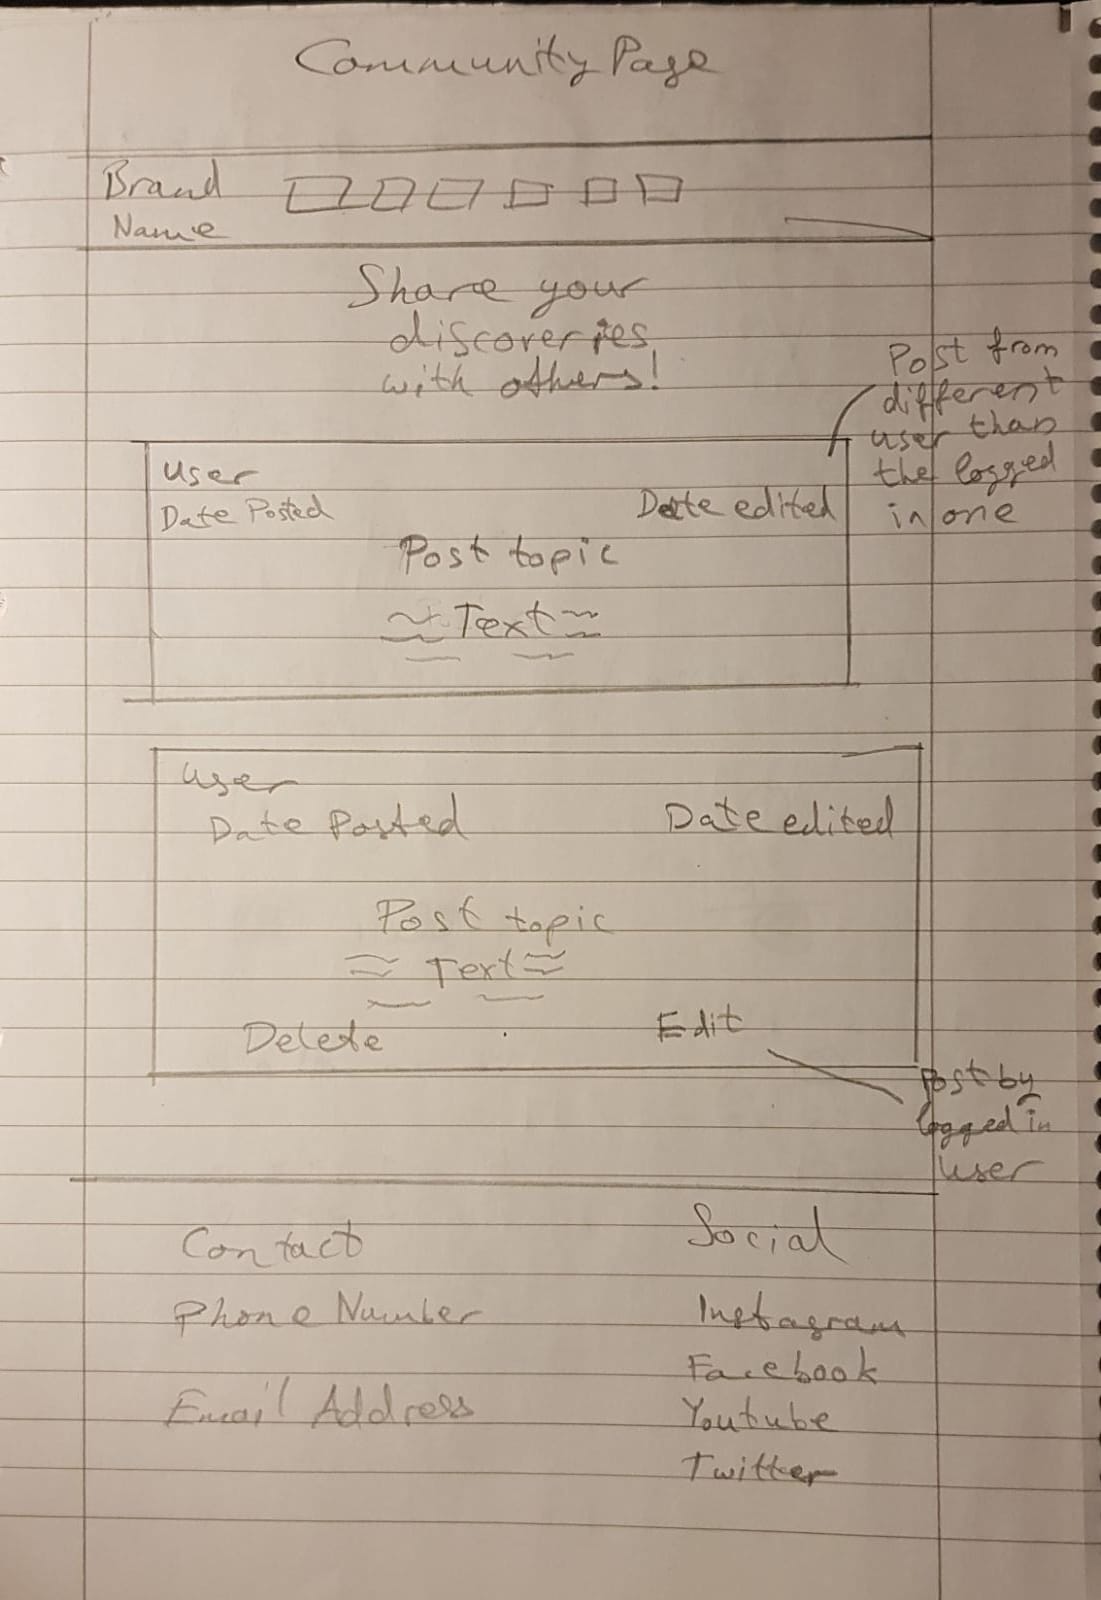 Community Page
Brand
Name
Share your
discoveries
with others!
Post from
different
user than
the logged
in one
User
Date Posted
Date edited
Post topic
Text
User
Date Posted
Date edited
Post topic
Text
Delete
Edit
Post by
logged in
user
Contact
Social
Phone Number
Instagram
Facebook
Email Address
Youtube
Twitter